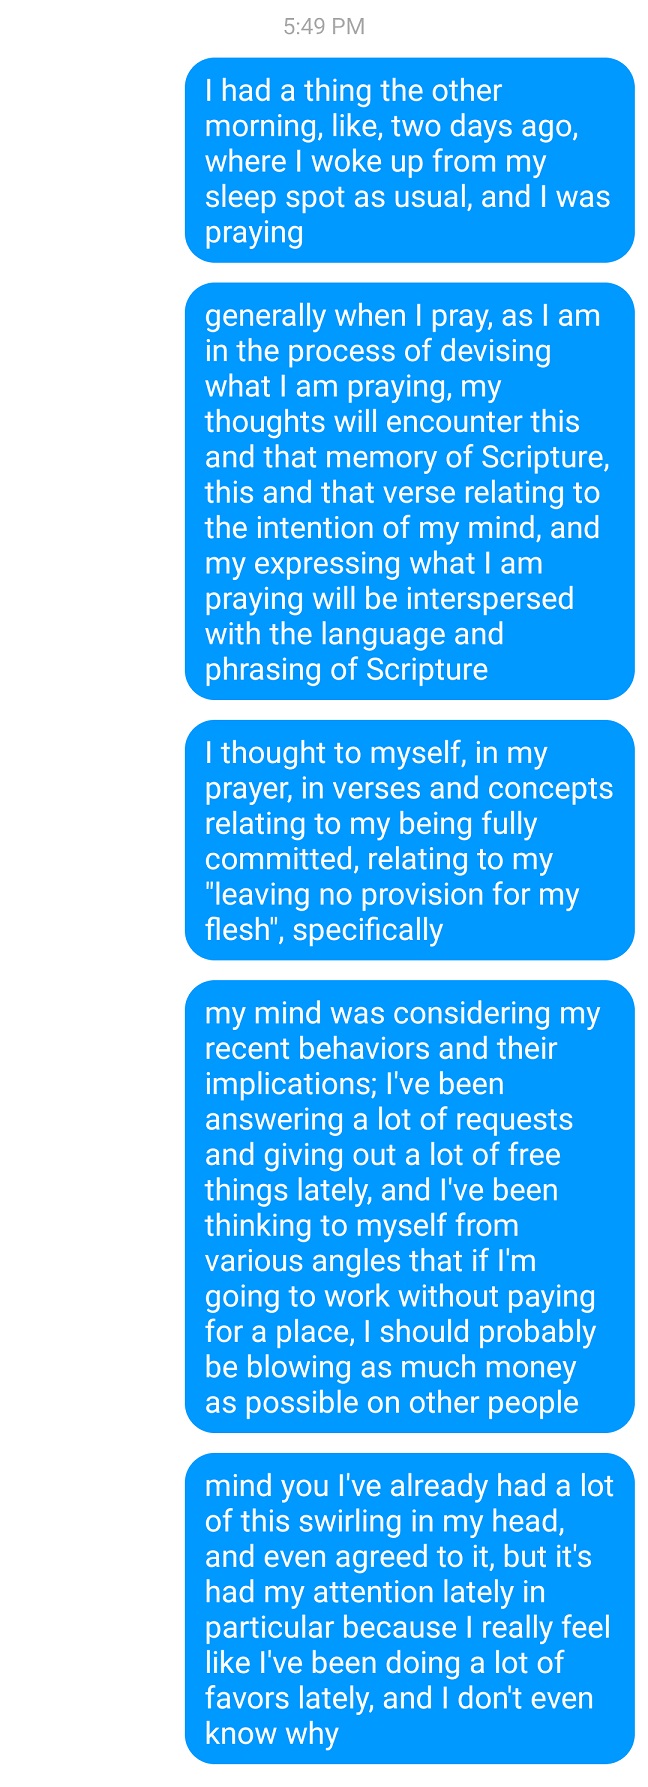 5:49 PM
I had a thing the other
morning, like, two days ago,
where I woke up from my
sleep spot as usual, and I was
praying
generally when I pray, as I am
in the process of devising
what I am praying, my
thoughts will encounter this
and that memory of Scripture,
this and that verse relating to
the intention of my mind, and
my expressing what I am
praying will be interspersed
with the language and
phrasing of Scripture
I thought to myself, in my
prayer, in verses and concepts
relating to my being fully
committed, relating to my
"leaving no provision for my
flesh", specifically
my mind was considering my
recent behaviors and their
implications; I've been
answering a lot of requests
and giving out a lot of free
things lately, and I've been
thinking to myself from
various angles that if I'm
going to work without paying
for a place, I should probably
be blowing as much money
as possible on other people
mind you I've already had a lot
of this swirling in my head,
and even agreed to it, but it's
had my attention lately in
particular because I really feel
like I've been doing a lot of
favors lately, and I don't even
know why